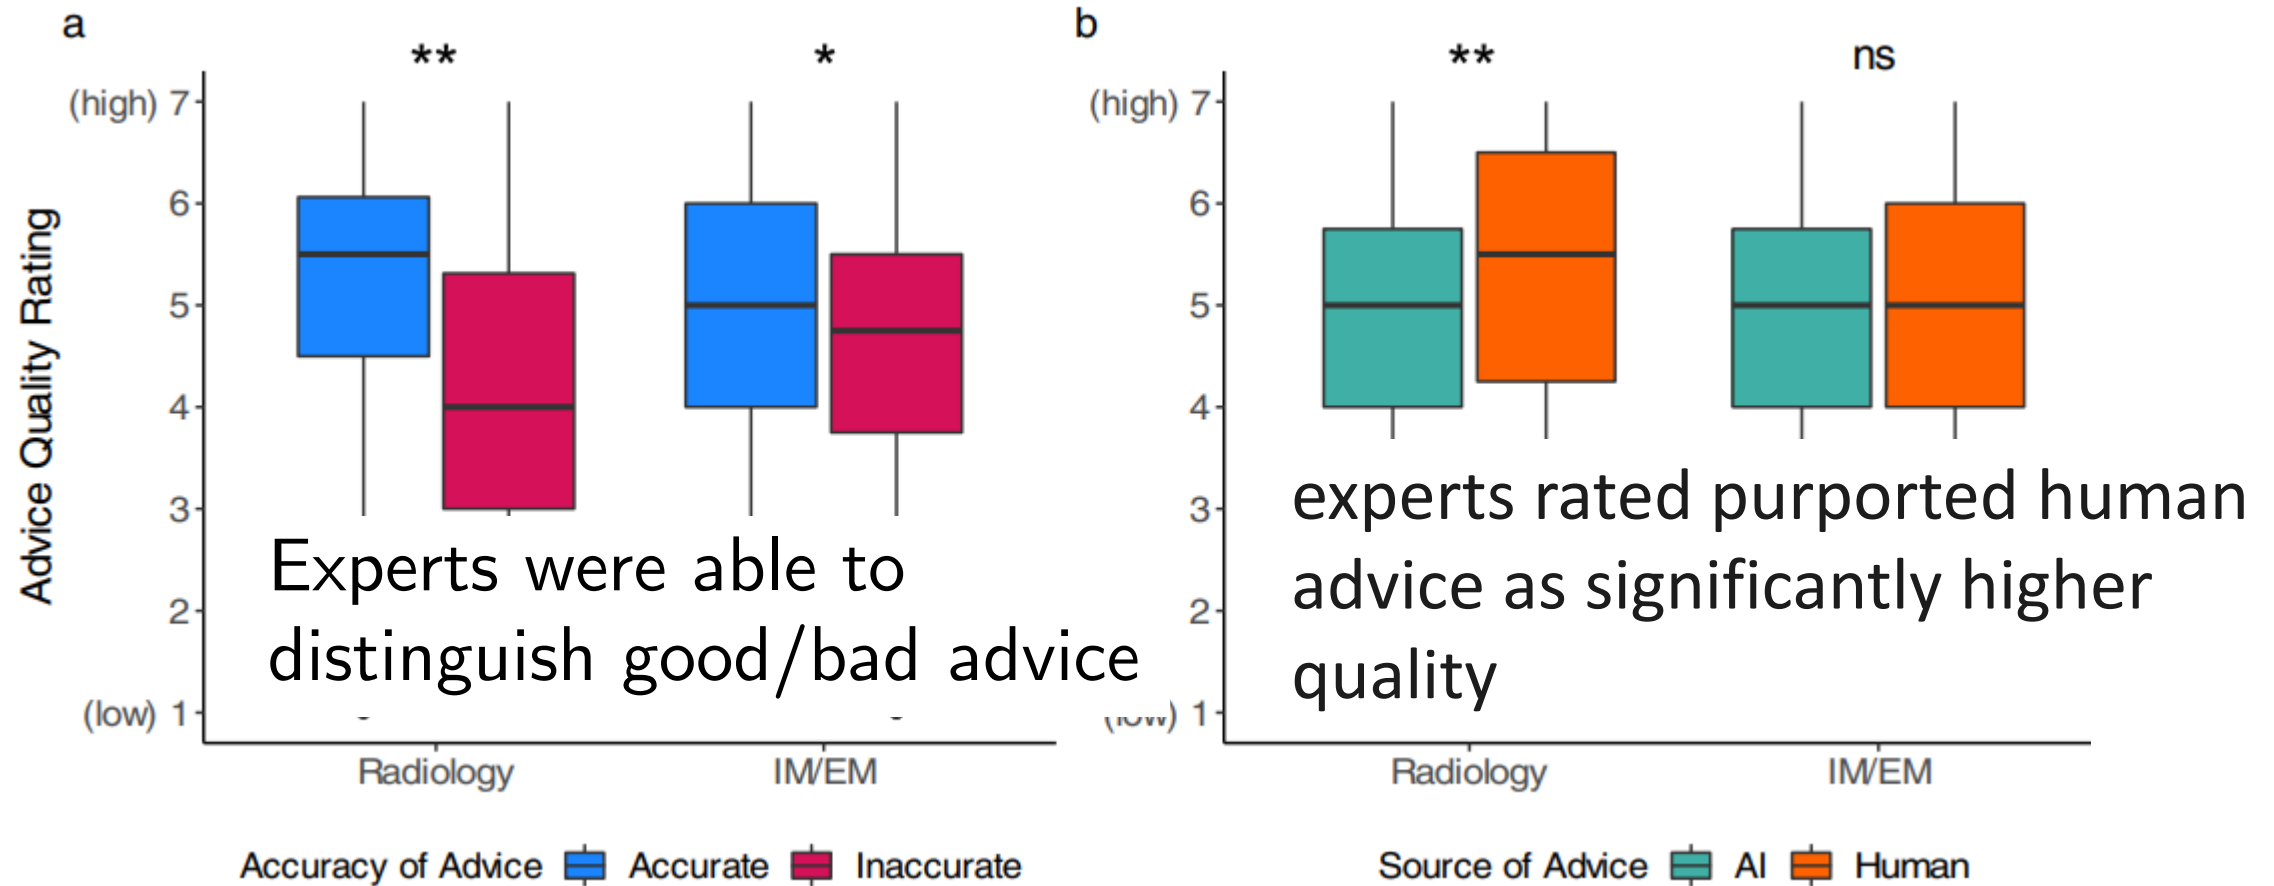 a
** *
(high) 7
6
5
4
3
2
(low) 1
Advice Quality Rating
Experts were able to
distinguish good/bad advice
Radiology IM/EM
Accuracy of Advice Accurate Inaccurate
b
** ns
(high) 7
6
5
4
3
2
(low) 1
experts rated purported human
advice as significantly higher
quality
Radiology IM/EM
Source of Advice AI Human